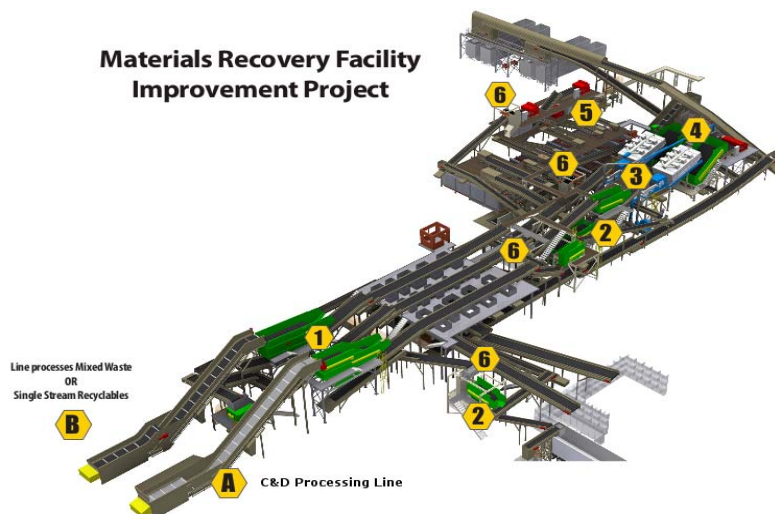 Materials Recovery Facility
Improvement Project
6
5
4
6
3
2
6
1
Line processes Mixed Waste
OR
Single Stream Recyclables
6
B
2
A
C&D Processing Line